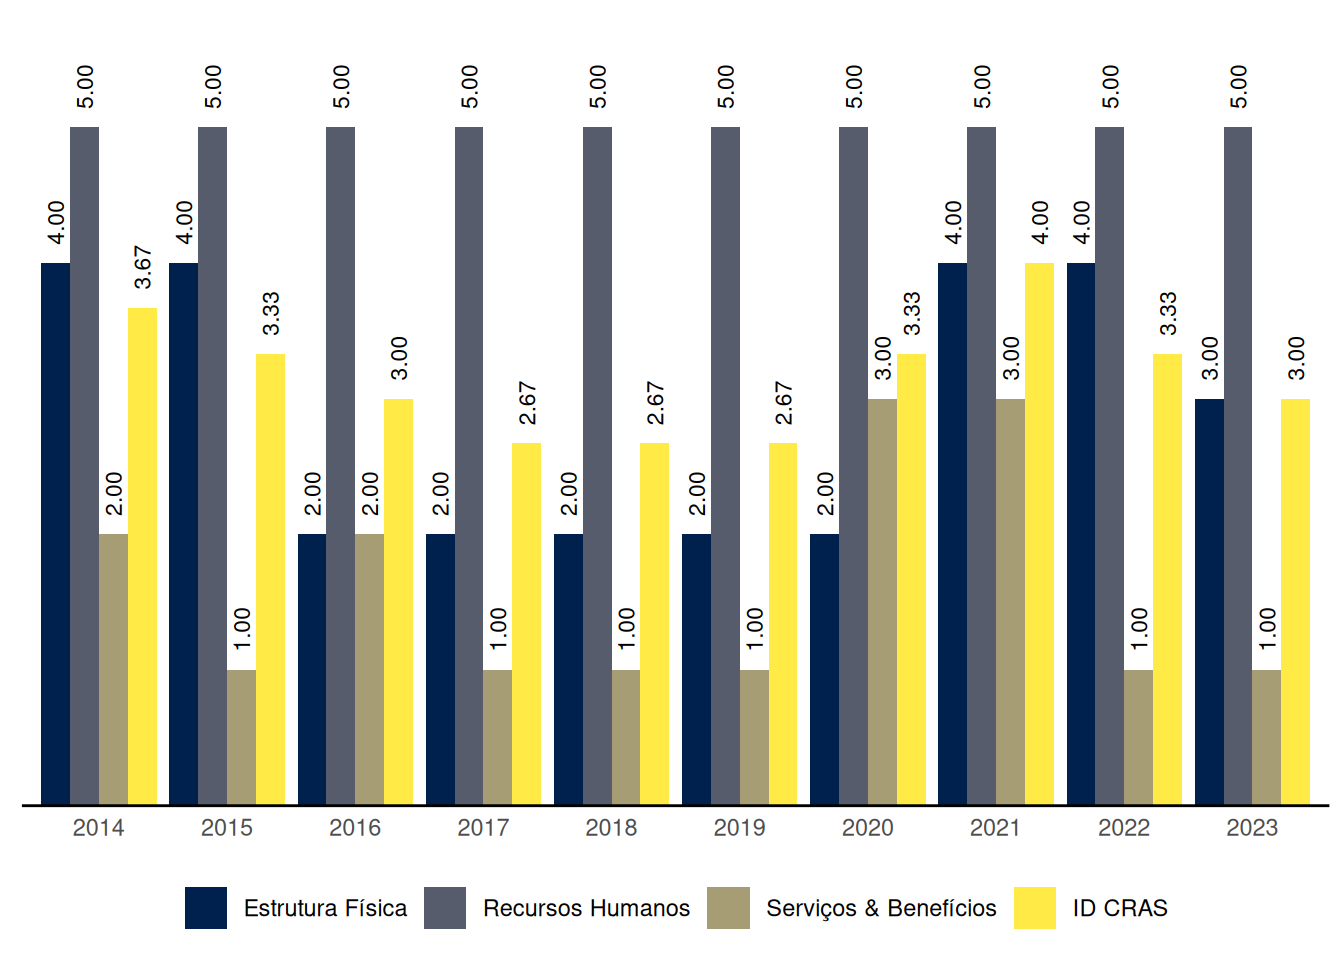 5.00 5.00 5.00 5.00 5.00 5.00 5.00 5.00 5.00 5.00
4.00 4.00 4.00 4.00 4.00
3.67
3.33 3.33 3.33
3.00 3.00 3.00 3.00 3.00
2.67 2.67 2.67
2.00 2.00 2.00 2.00 2.00 2.00 2.00
1.00 1.00 1.00 1.00 1.00 1.00
2014 2015 2016 2017 2018 2019 2020 2021 2022 2023
Estrutura Física Recursos Humanos Serviços & Benefícios ID CRAS